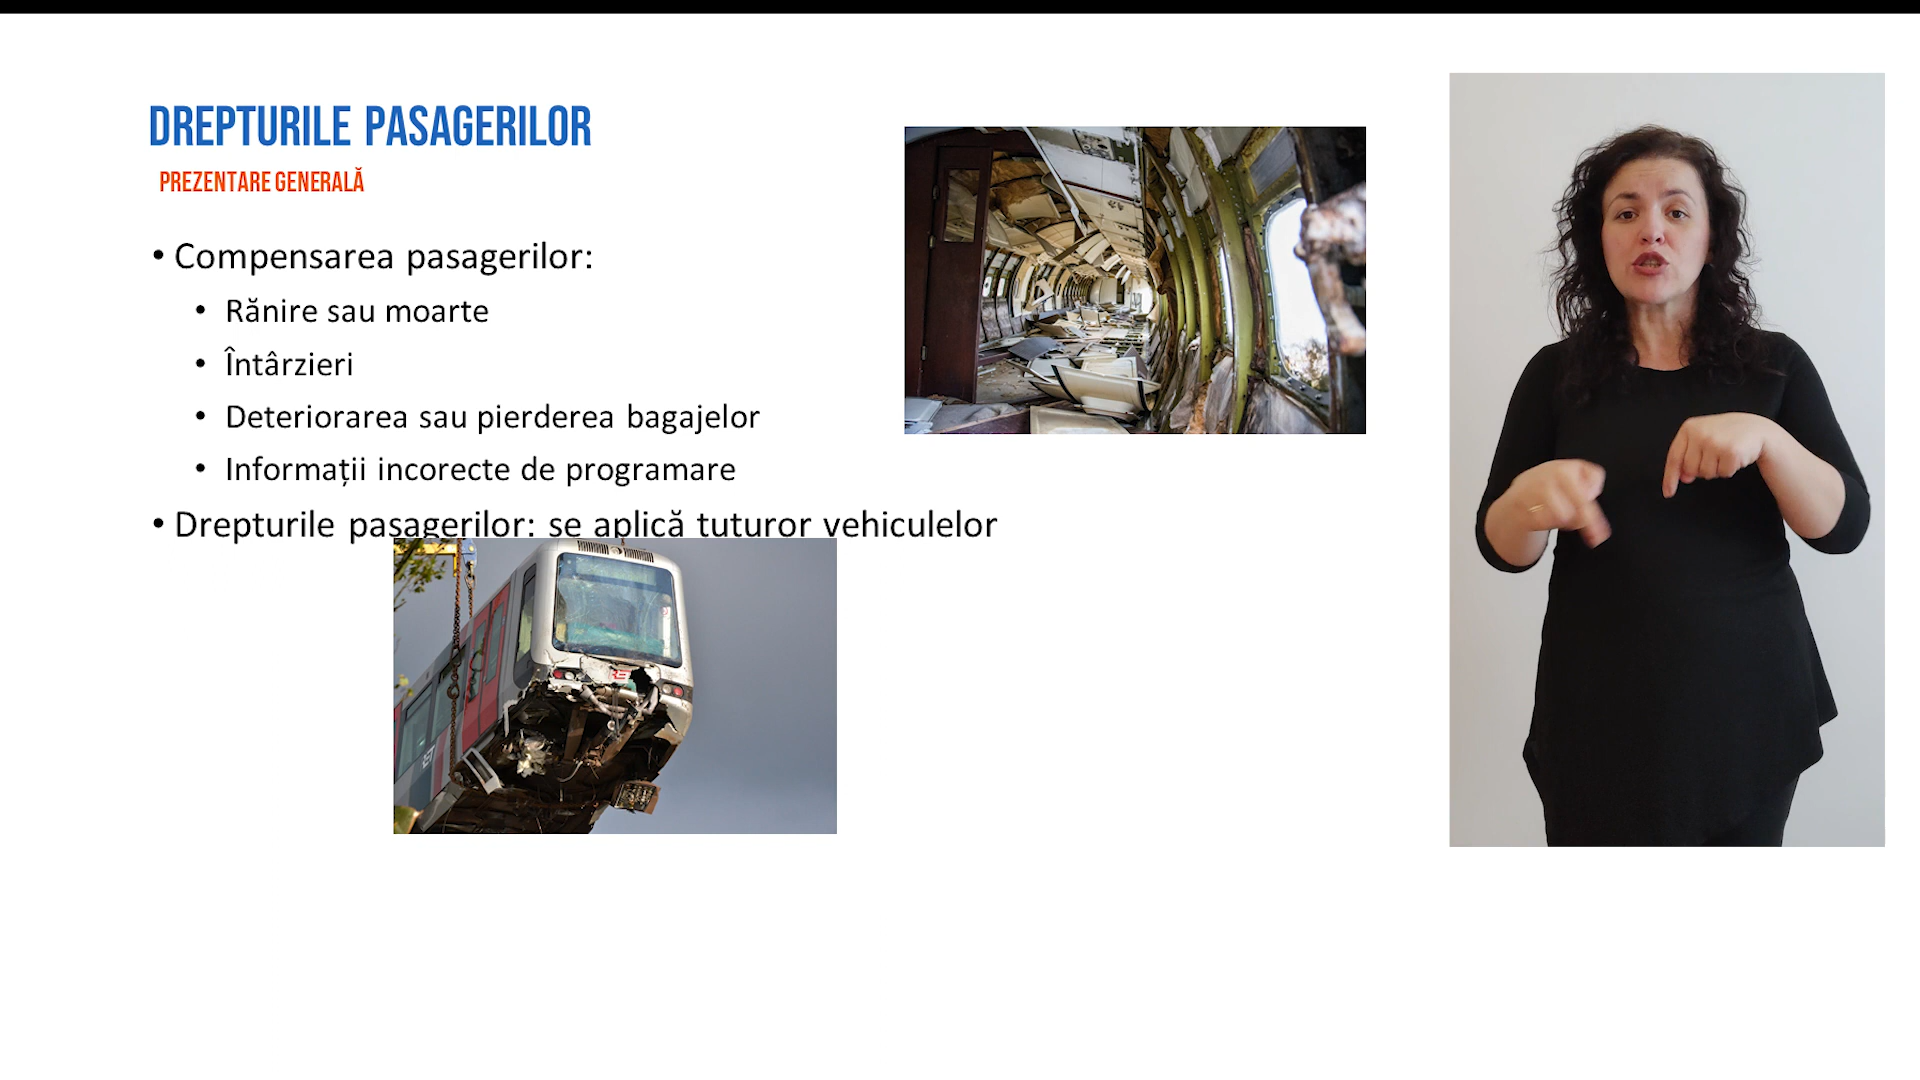 DREPTURILE PASAGERILOR
PREZENTARE GENERALĂ
• Compensarea pasagerilor:
• Rănire sau moarte
• Întârzieri
• Deteriorarea sau pierderea bagajelor
• Informații incorecte de programare
• Drepturile pasagerilor: se aplică tuturor vehiculelor